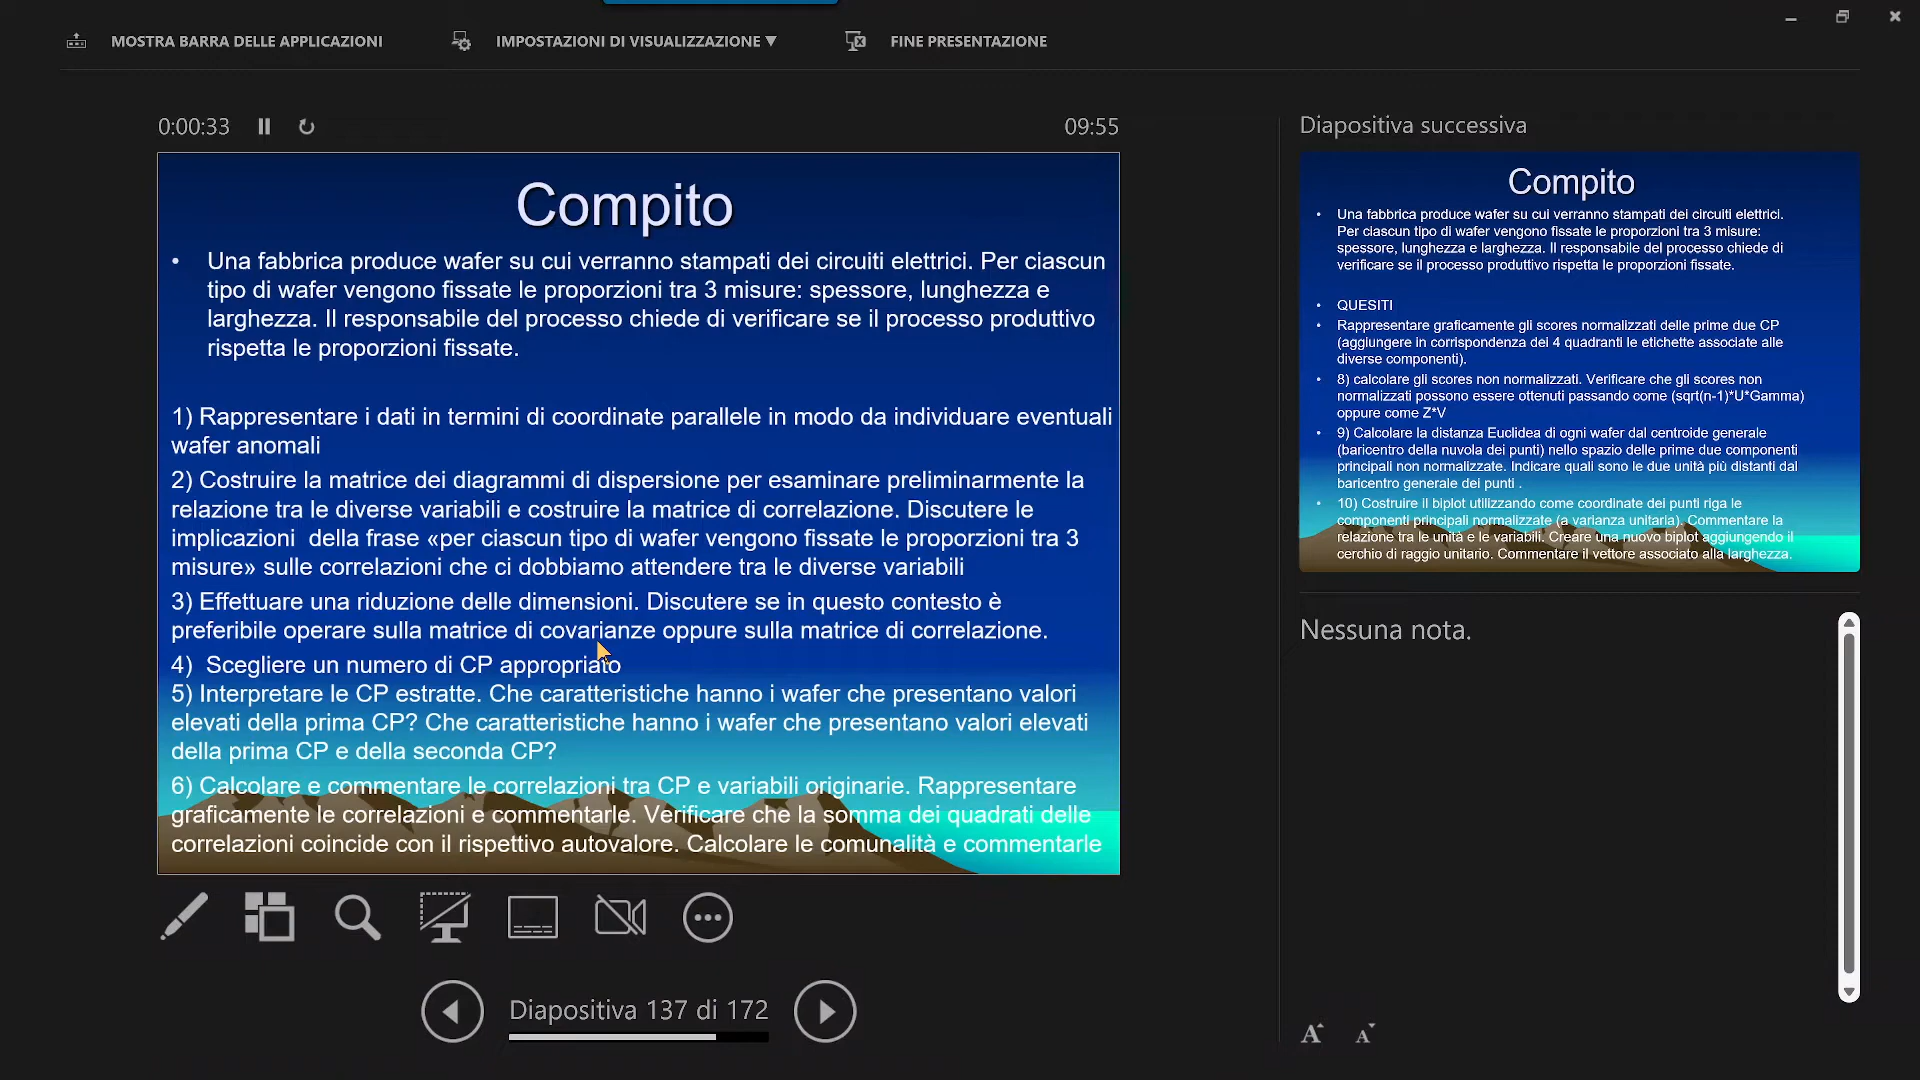 MOSTRA BARRA DELLE APPLICAZIONI
IMPOSTAZIONI DI VISUALIZZAZIONE ▼
FINE PRESENTAZIONE
0:00:33
09:55
Compito
• Una fabbrica produce wafer su cui verranno stampati dei circuiti elettrici. Per ciascun
tipo di wafer vengono fissate le proporzioni tra 3 misure: spessore, lunghezza e
larghezza. Il responsabile del processo chiede di verificare se il processo produttivo
rispetta le proporzioni fissate.
1) Rappresentare i dati in termini di coordinate parallele in modo da individuare eventuali
wafer anomali
2) Costruire la matrice dei diagrammi di dispersione per esaminare preliminarmente la
relazione tra le diverse variabili e costruire la matrice di correlazione. Discutere le
implicazioni  della frase «per ciascun tipo di wafer vengono fissate le proporzioni tra 3
misure» sulle correlazioni che ci dobbiamo attendere tra le diverse variabili
3) Effettuare una riduzione delle dimensioni. Discutere se in questo contesto è
preferibile operare sulla matrice di covarianze oppure sulla matrice di correlazione.
4)  Scegliere un numero di CP appropriato
5) Interpretare le CP estratte. Che caratteristiche hanno i wafer che presentano valori
elevati della prima CP? Che caratteristiche hanno i wafer che presentano valori elevati
della prima CP e della seconda CP?
6) Calcolare e commentare le correlazioni tra CP e variabili originarie. Rappresentare
graficamente le correlazioni e commentarle. Verificare che la somma dei quadrati delle
correlazioni coincide con il rispettivo autovalore. Calcolare le comunalità e commentarle
Diapositiva 137 di 172
Diapositiva successiva
Compito
• Una fabbrica produce wafer su cui verranno stampati dei circuiti elettrici.
Per ciascun tipo di wafer vengono fissate le proporzioni tra 3 misure:
spessore, lunghezza e larghezza. Il responsabile del processo chiede di
verificare se il processo produttivo rispetta le proporzioni fissate.
• QUESITI
• Rappresentare graficamente gli scores normalizzati delle prime due CP
(aggiungere in corrispondenza dei 4 quadranti le etichette associate alle
diverse componenti).
• 8) calcolare gli scores non normalizzati. Verificare che gli scores non
normalizzati possono essere ottenuti passando come (sqrt(n-1)*U*Gamma)
oppure come Z*V
• 9) Calcolare la distanza Euclidea di ogni wafer dal centroide generale
(baricentro della nuvola dei punti) nello spazio delle prime due componenti
principali non normalizzate. Indicare quali sono le due unità più distanti dal
baricentro generale dei punti .
• 10) Costruire il biplot utilizzando come coordinate dei punti riga le
componenti principali normalizzate (a varianza unitaria). Commentare la
relazione tra le unità e le variabili. Creare una nuovo biplot aggiungendo il
cerchio di raggio unitario. Commentare il vettore associato alla larghezza.
Nessuna nota.
A A